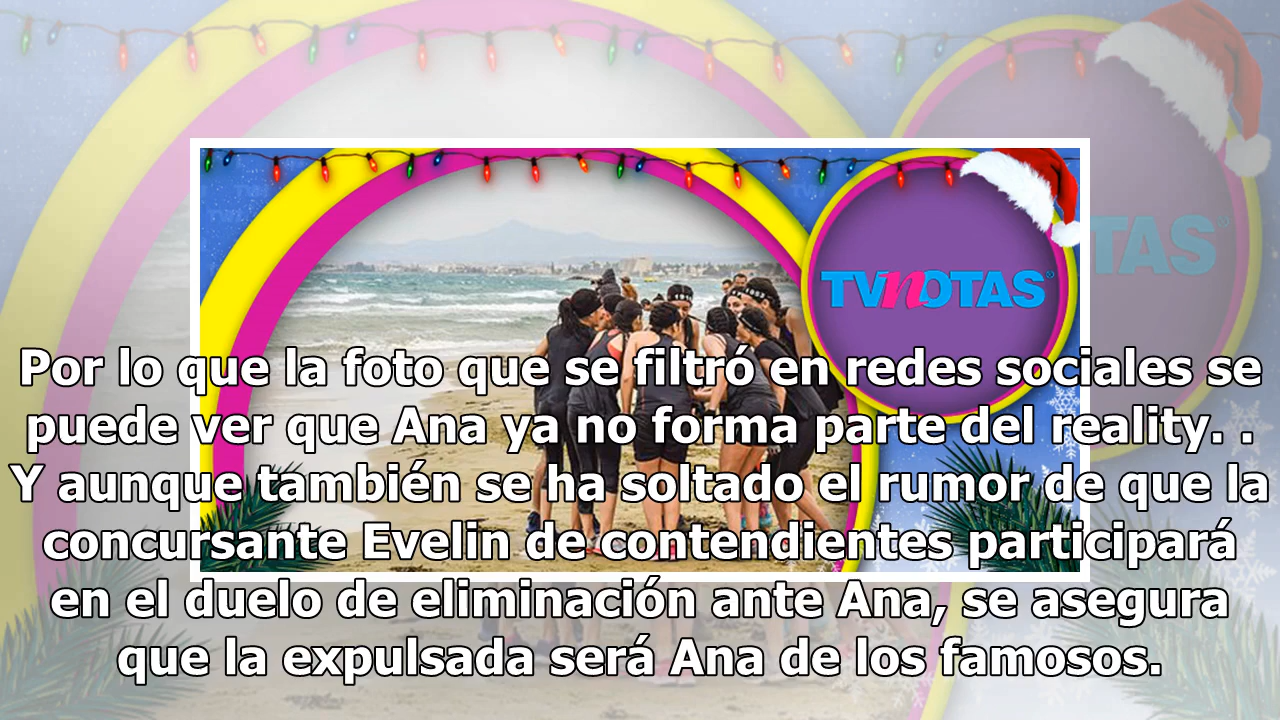 TVnOTAS®
TAS®
Por lo que la foto que se filtró en redes sociales se
puede ver que Ana ya no forma parte del reality. .
Y aunque también se ha soltado el rumor de que la
concursante Evelin de contendientes participará
en el duelo de eliminación ante Ana, se asegura
que la expulsada será Ana de los famosos.